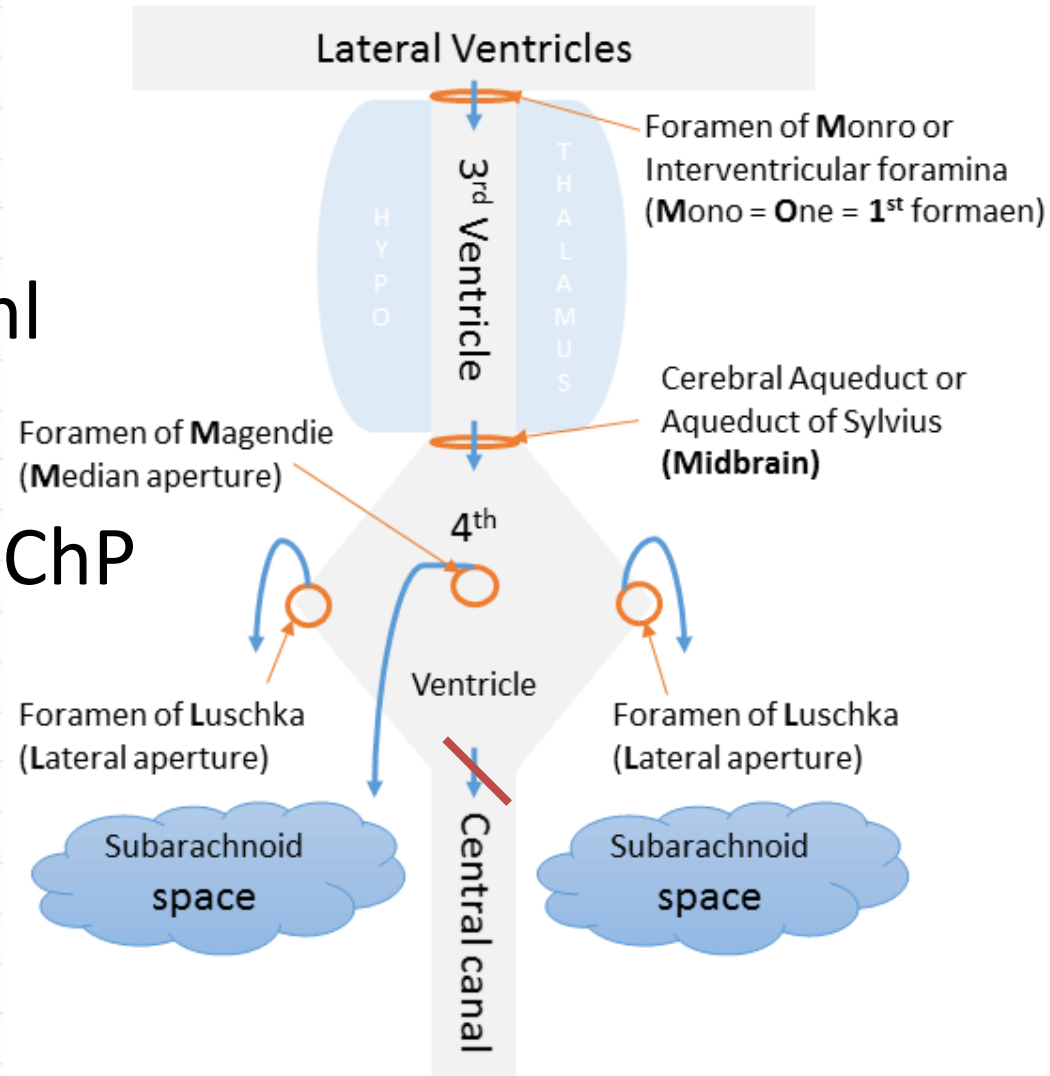 Lateral Ventricles
Foramen of Monro or
Interventricular foramina
(Mono = One = 1st formaen)
3rd Ventricle
HYPO
THALAMUS
nl
Cerebral Aqueduct or
Aqueduct of Sylvius
(Midbrain)
Foramen of Magendie
(Median aperture)
4th
ChP
Ventricle
Foramen of Luschka
(Lateral aperture)
Foramen of Luschka
(Lateral aperture)
Subarachnoid
space
Subarachnoid
space
Central canal